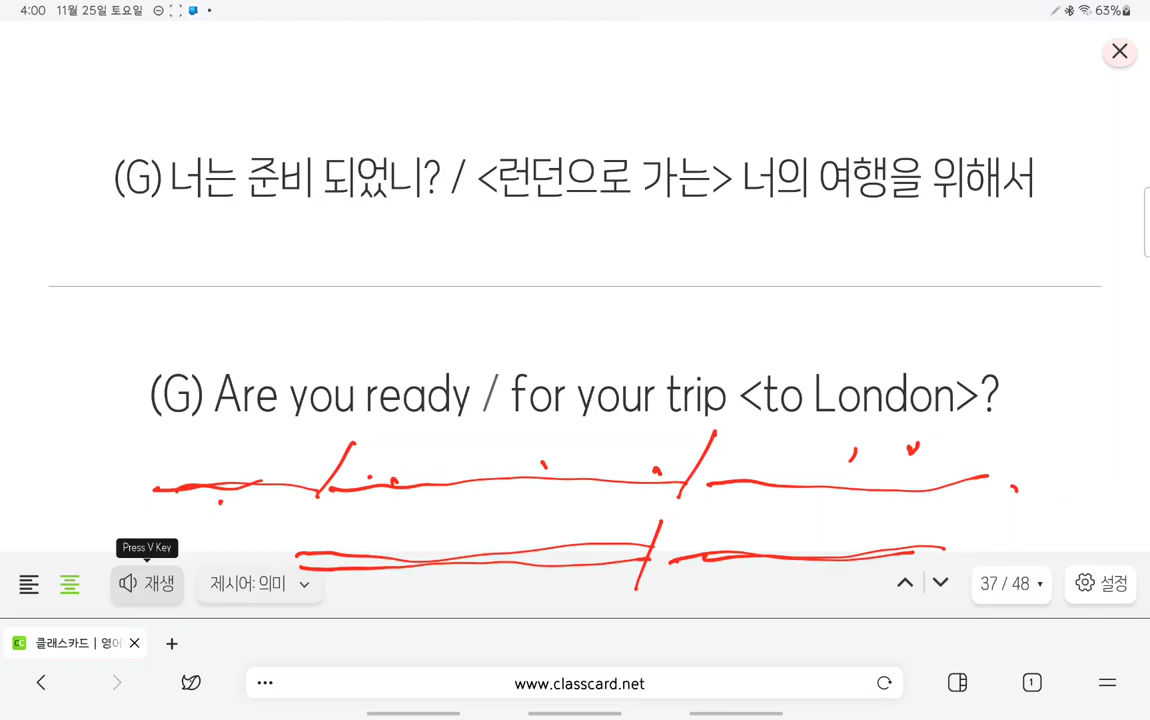 4:00 11월 25일 토요일 63%
(G) 너는 준비 되었니? / <런던으로 가는> 너의 여행을 위해서
(G) Are you ready / for your trip <to London>?
Press V Key
재생 제시어: 의미 37 / 48 설정
클래스카드 | 영어
www.classcard.net
1